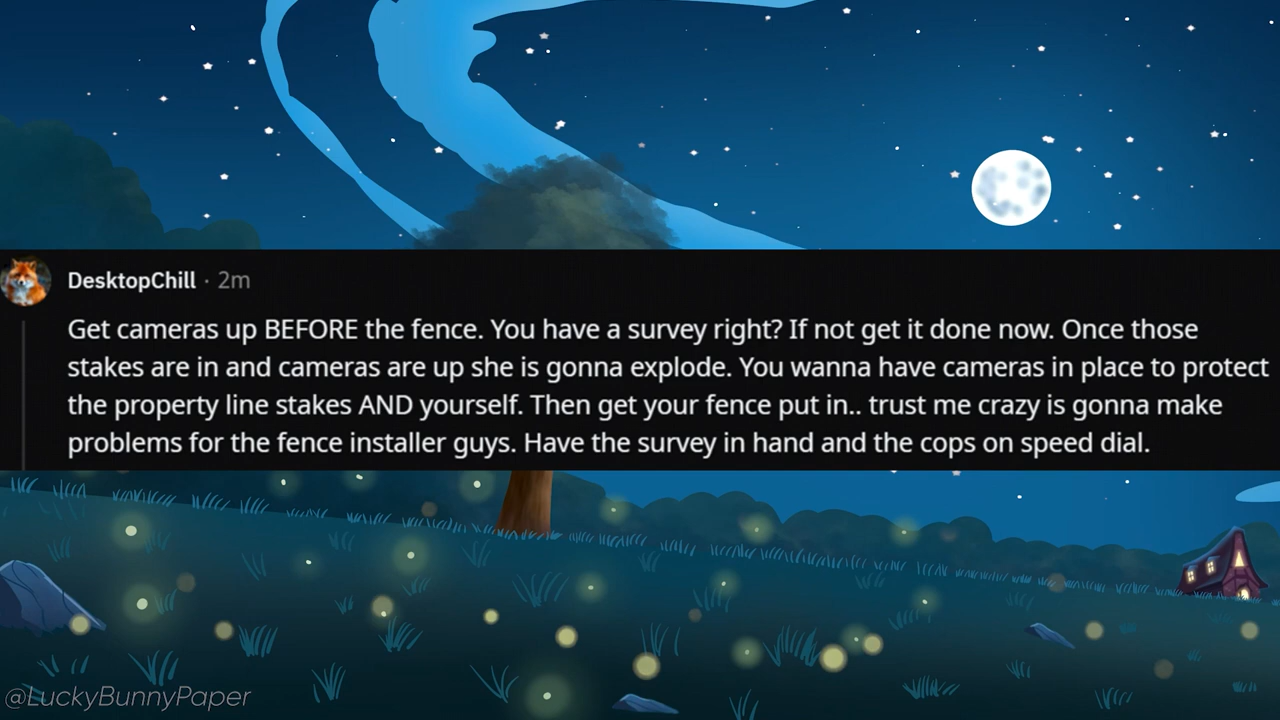 DesktopChill · 2m
Get cameras up BEFORE the fence. You have a survey right? If not get it done now. Once those
stakes are in and cameras are up she is gonna explode. You wanna have cameras in place to protect
the property line stakes AND yourself. Then get your fence put in.. trust me crazy is gonna make
problems for the fence installer guys. Have the survey in hand and the cops on speed dial.
@LuckyBunnyPaper